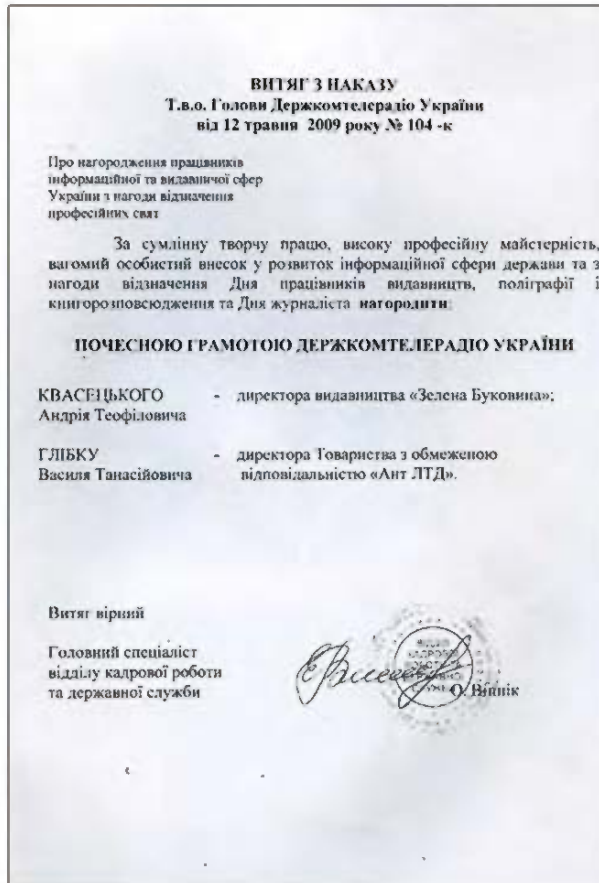 ВИТЯГ З НАКАЗУ
Т.в.о. Голови Держкомтелерадіо України
від 12 травня 2009 року № 104 -к
Про нагородження працівників
інформаційної та видавничої сфер
України з нагоди відзначення
професійних свят
За сумлінну творчу працю, високу професійну майстерність,
вагомий особистий внесок у розвиток інформаційної сфери держави та з
нагоди відзначення Дня працівників видавництв, поліграфії і
книгорозповсюдження та Дня журналіста нагородити:
ПОЧЕСНОЮ ГРАМОТОЮ ДЕРЖКОМТЕЛЕРАДІО УКРАЇНИ
КВАСЕЦЬКОГО - директора видавництва «Зелена Буковина»;
Андрія Теофіловича
ГЛІБКУ - директора Товариства з обмеженою
Василя Танасійовича відповідальністю «Ант ЛТД».
Витяг вірний
Головний спеціаліст
відділу кадрової роботи
та державної служби О. Вінnік